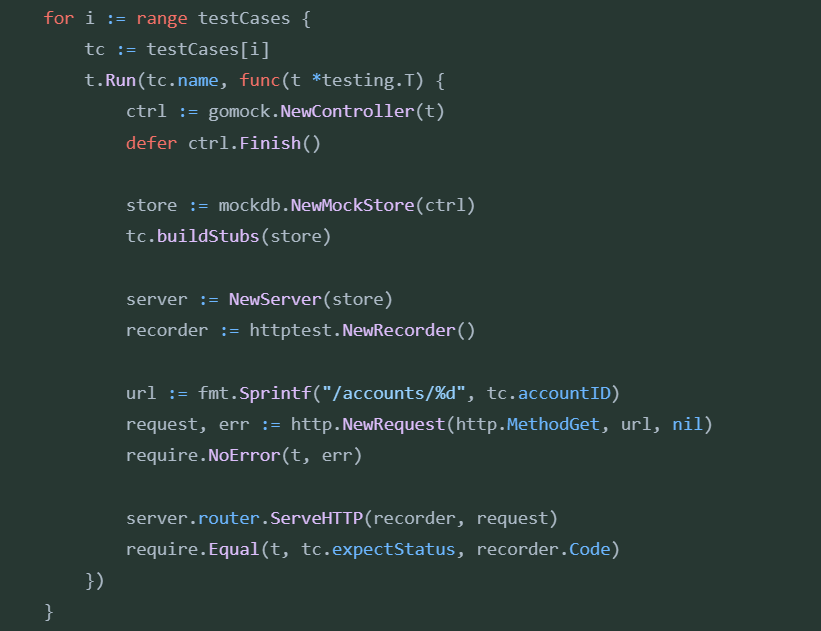 for i := range testCases {
    tc := testCases[i]
    t.Run(tc.name, func(t *testing.T) {
        ctrl := gomock.NewController(t)
        defer ctrl.Finish()

        store := mockdb.NewMockStore(ctrl)
        tc.buildStubs(store)

        server := NewServer(store)
        recorder := httptest.NewRecorder()

        url := fmt.Sprintf("/accounts/%d", tc.accountID)
        request, err := http.NewRequest(http.MethodGet, url, nil)
        require.NoError(t, err)

        server.router.ServeHTTP(recorder, request)
        require.Equal(t, tc.expectStatus, recorder.Code)
    })
}